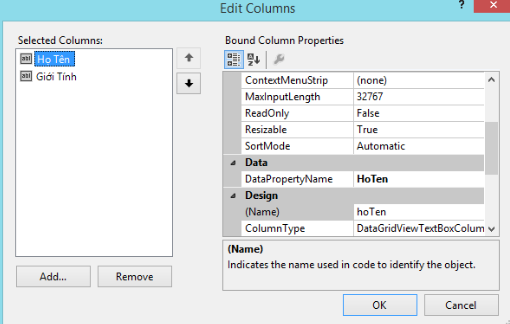 Edit Columns
?
Selected Columns:
abl Họ Tên
abl Giới Tính
Add...
Remove
Bound Column Properties
ContextMenuStrip (none)
MaxInputLength 32767
ReadOnly False
Resizable True
SortMode Automatic
Data
DataPropertyName HoTen
Design
(Name) hoTen
ColumnType DataGridViewTextBoxColum
(Name)
Indicates the name used in code to identify the object.
OK
Cancel